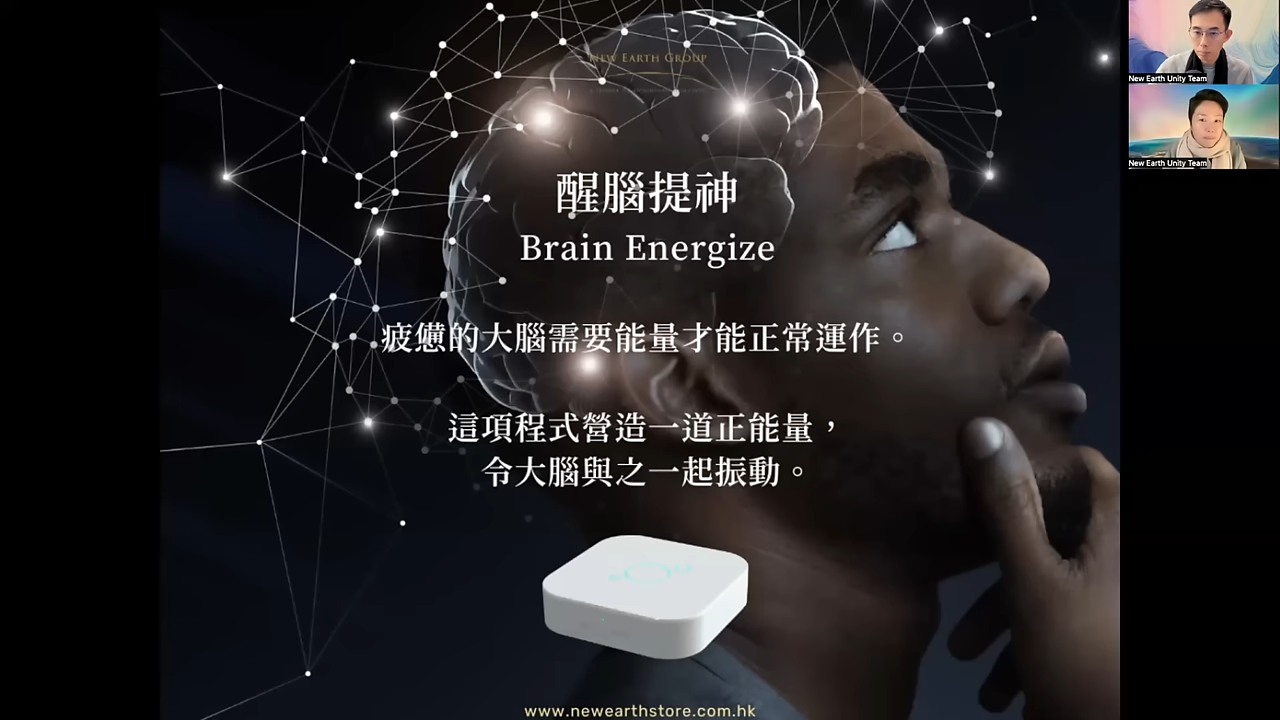 NEW EARTH GROUP
醒腦提神
Brain Energize
疲憊的大腦需要能量才能正常運作。
這項程式營造一道正能量，
令大腦與之一起振動。
www.newearthstore.com.hk
New Earth Unity Team
New Earth Unity Team